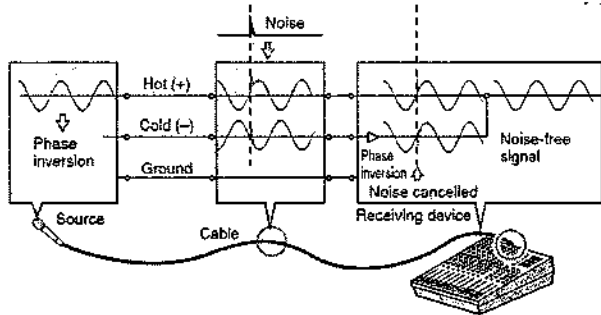 Noise
Hot (+)
Cold (–)
Phase
inversion
Ground
Phase
inversion
Noise cancelled
Noise-free
signal
Source
Cable
Receiving device